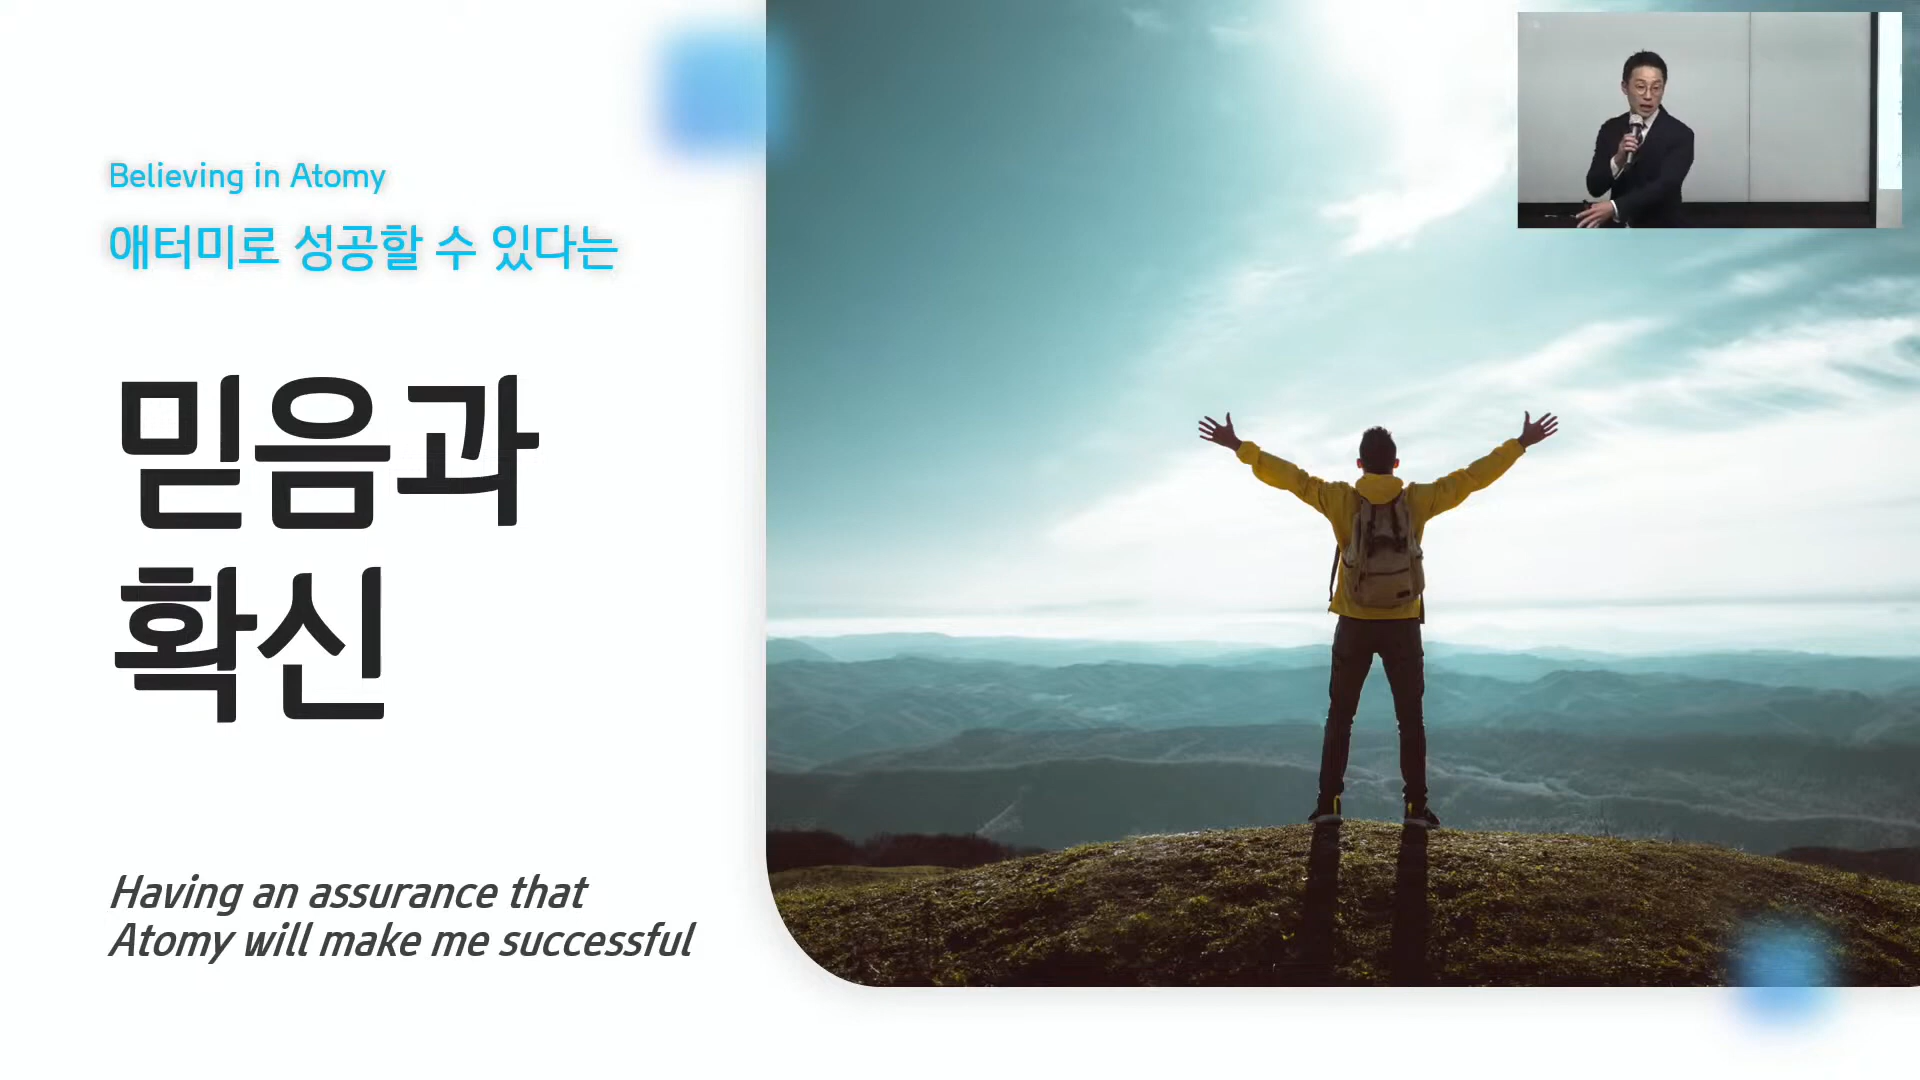 Believing in Atomy
애터미로 성공할 수 있다는
믿음과
확신
Having an assurance that
Atomy will make me successful